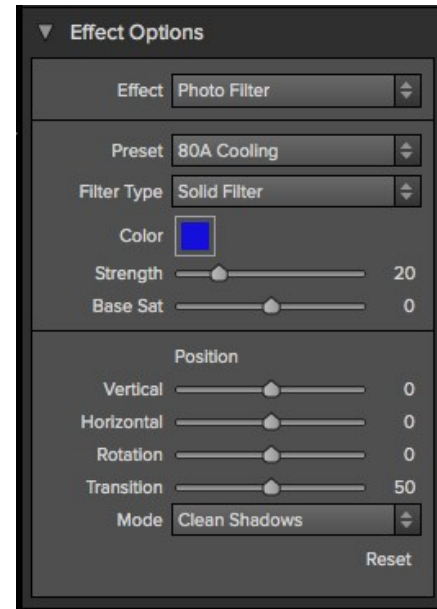 Effect Options
Effect Photo Filter
Preset 80A Cooling
Filter Type Solid Filter
Color
Strength 20
Base Sat 0
Position
Vertical 0
Horizontal 0
Rotation 0
Transition 50
Mode Clean Shadows
Reset